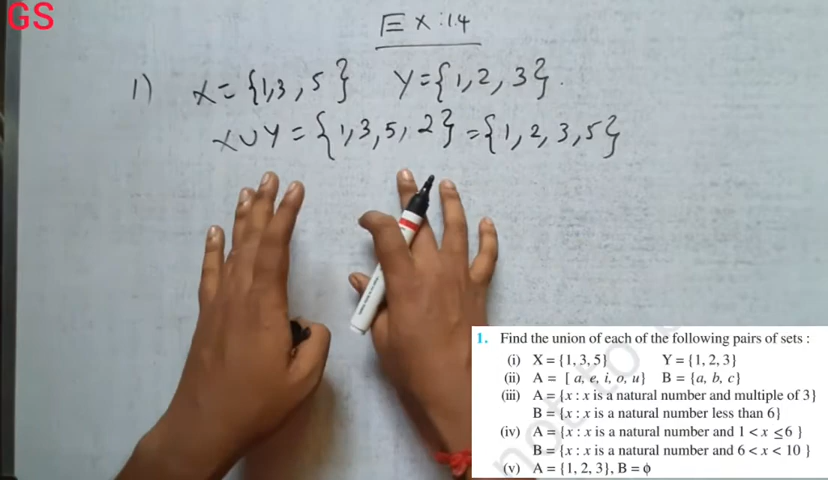 GS
Ex:1.4
1) X={1,3,5} Y={1,2,3}.
X∪Y={1,3,5,2}={1,2,3,5}
1. Find the union of each of the following pairs of sets :
(i) X = {1, 3, 5} Y = {1, 2, 3}
(ii) A = [ a, e, i, o, u} B = {a, b, c}
(iii) A = {x : x is a natural number and multiple of 3}
B = {x : x is a natural number less than 6}
(iv) A = {x : x is a natural number and 1 < x ≤6 }
B = {x : x is a natural number and 6 < x < 10 }
(v) A = {1, 2, 3}, B = ϕ